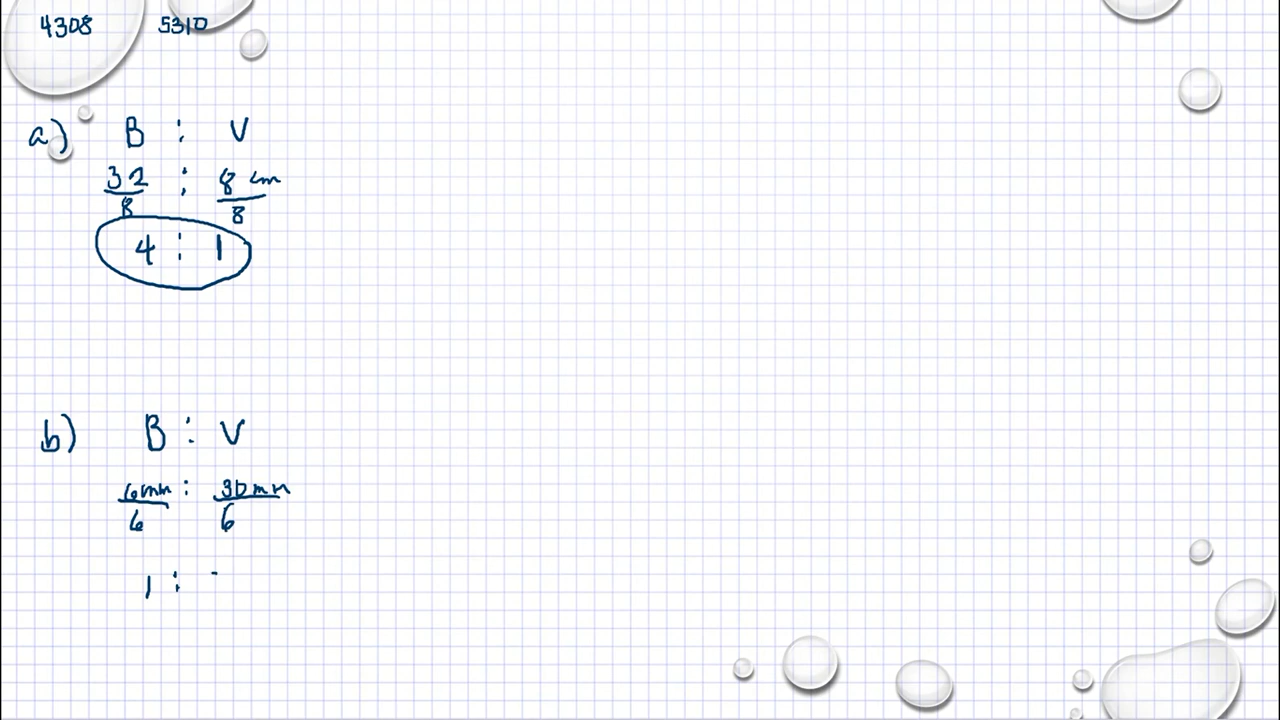 4308 5310
a) B : V
32/8 : 8 cm/8
4 : 1
b) B : V
6mm/6 : 30mm/6
1 :